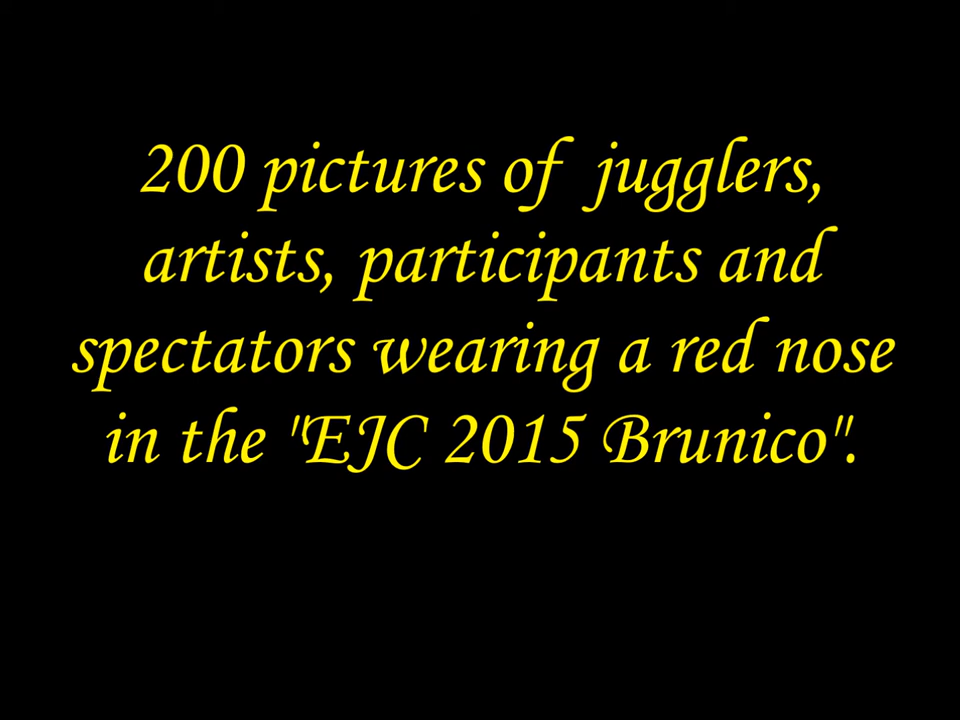 200 pictures of jugglers,
artists, participants and
spectators wearing a red nose
in the "EJC 2015 Brunico".